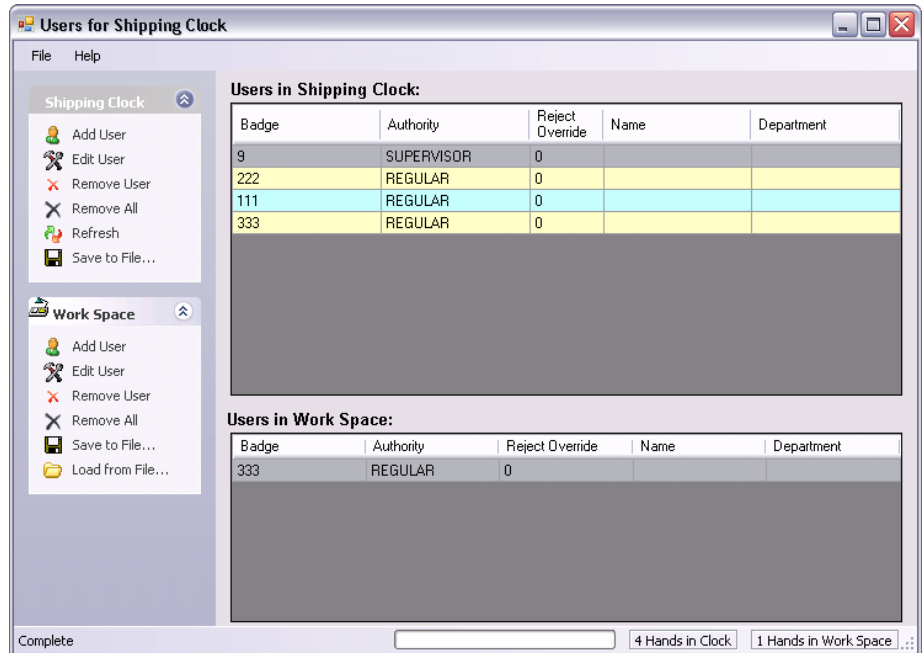 Users for Shipping Clock
File Help
Shipping Clock
Add User
Edit User
Remove User
Remove All
Refresh
Save to File...
Work Space
Add User
Edit User
Remove User
Remove All
Save to File...
Load from File...
Users in Shipping Clock:
Badge Authority Reject Override Name Department
9 SUPERVISOR 0
222 REGULAR 0
111 REGULAR 0
333 REGULAR 0
Users in Work Space:
Badge Authority Reject Override Name Department
333 REGULAR 0
Complete 4 Hands in Clock 1 Hands in Work Space